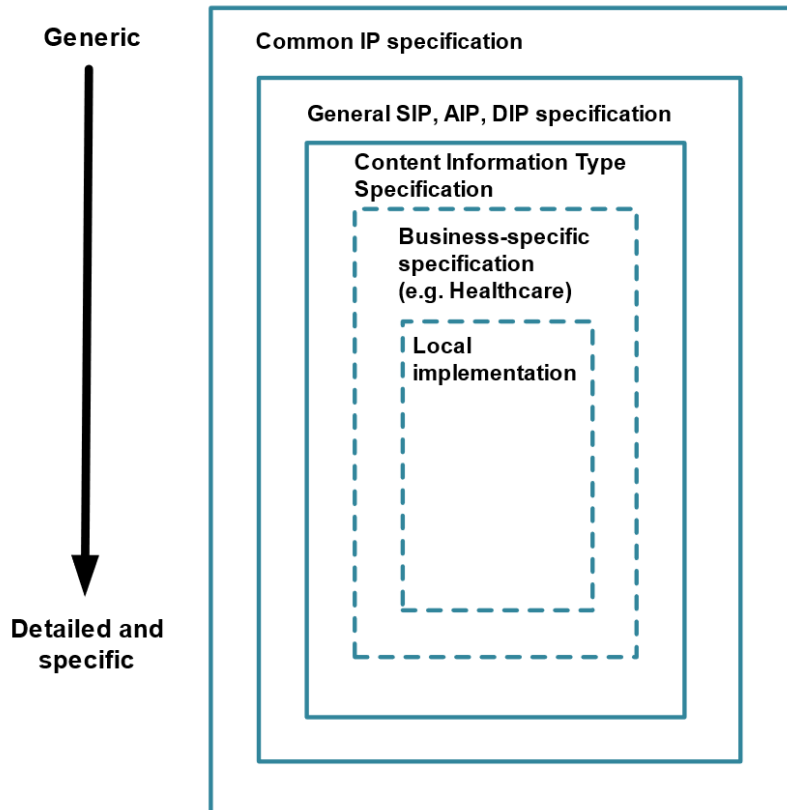 Generic
Common IP specification
General SIP, AIP, DIP specification
Content Information Type
Specification
Business-specific
specification
(e.g. Healthcare)
Local
implementation
Detailed and
specific